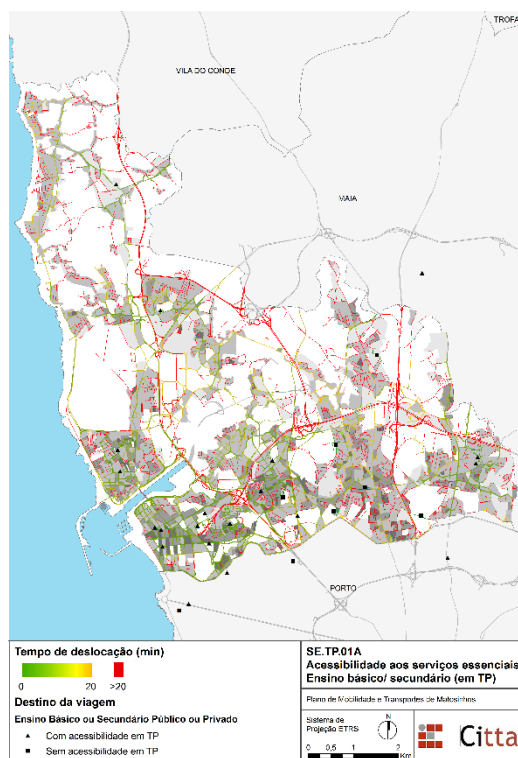 TROFA
VILA DO CONDE
MAIA
PORTO
Tempo de deslocação (min)
0 20 >20
Destino da viagem
Ensino Básico ou Secundário Público ou Privado
Com acessibilidade em TP
Sem acessibilidade em TP
SE.TP.01A
Acessibilidade aos serviços essenciais
Ensino básico/ secundário (em TP)
Plano de Mobilidade e Transportes de Matosinhos
Sistema de
Projeção ETRS
N
0 0,5 1 2
Km
Citta